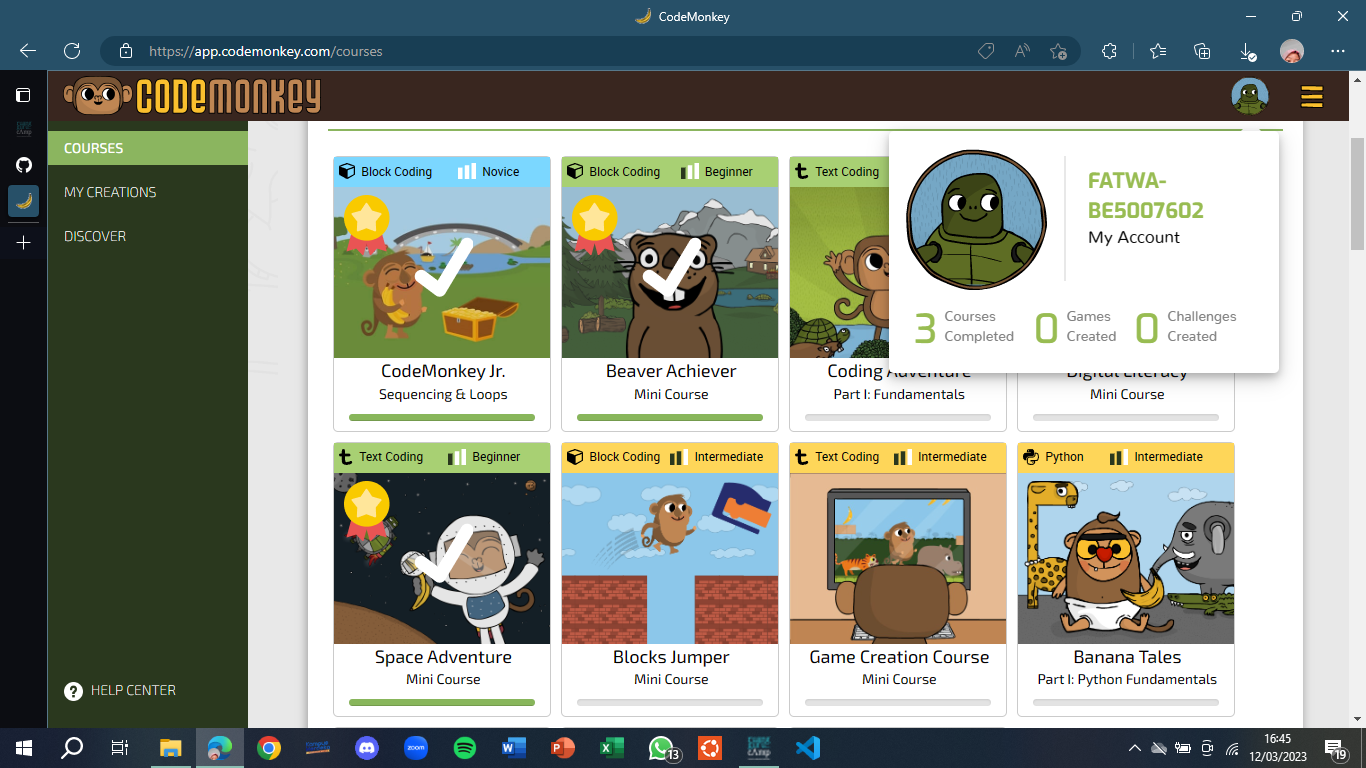 CodeMonkey
https://app.codemonkey.com/courses
CODEMONKEY
COURSES
MY CREATIONS
DISCOVER
HELP CENTER
Block Coding Novice
CodeMonkey Jr.
Sequencing & Loops
Block Coding Beginner
Beaver Achiever
Mini Course
Text Coding
Coding Adventure
Part I: Fundamentals
Digital Literacy
Mini Course
FATWA-
BE5007602
My Account
3 Courses Completed
0 Games Created
0 Challenges Created
Text Coding Beginner
Space Adventure
Mini Course
Block Coding Intermediate
Blocks Jumper
Mini Course
Text Coding Intermediate
Game Creation Course
Mini Course
Python Intermediate
Banana Tales
Part I: Python Fundamentals
zoom
13
16:45
12/03/2023
19